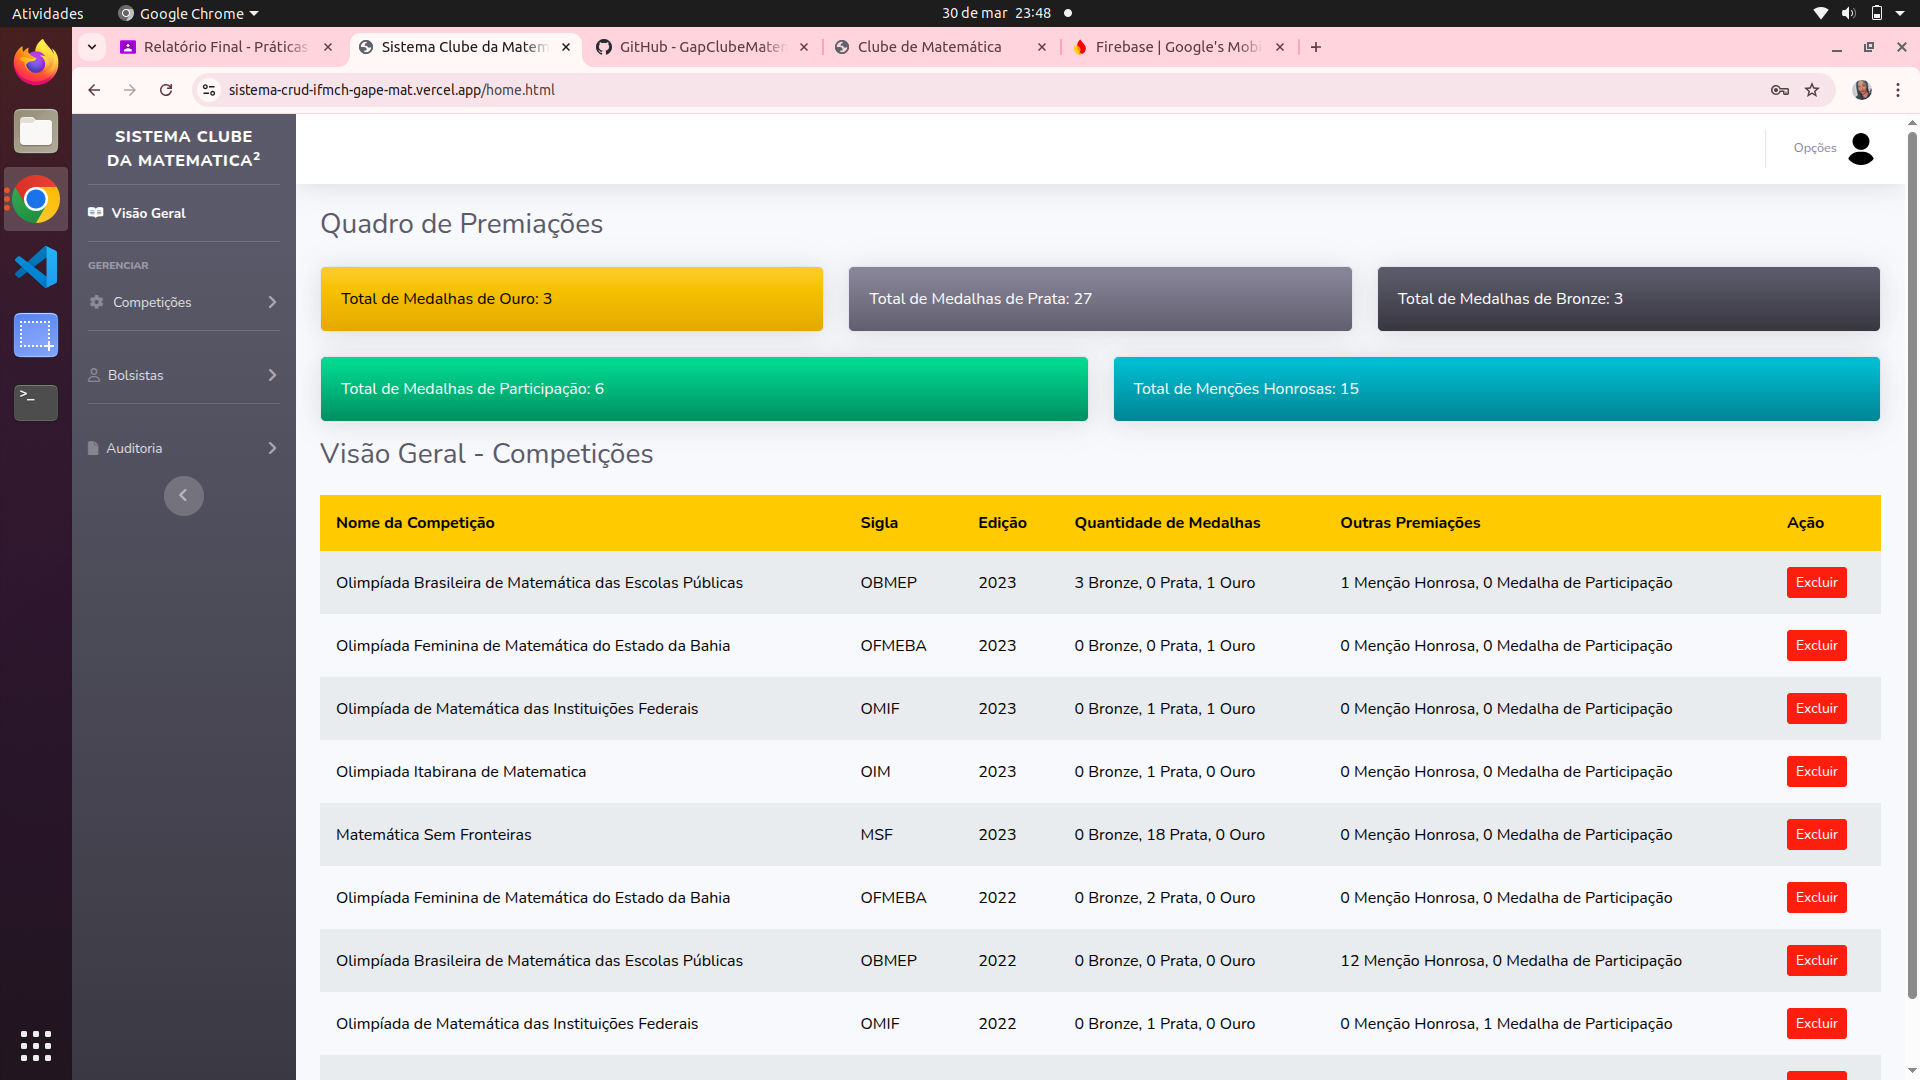 Atividades
Google Chrome
30 de mar 23:48
Relatório Final - Práticas
Sistema Clube da Matem
GitHub - GapClubeMatem
Clube de Matemática
Firebase | Google's Mobi
sistema-crud-ifmch-gape-mat.vercel.app/home.html
SISTEMA CLUBE
DA MATEMATICA²
Opções
Visão Geral
GERENCIAR
Competições
Bolsistas
Auditoria
Quadro de Premiações
Total de Medalhas de Ouro: 3
Total de Medalhas de Prata: 27
Total de Medalhas de Bronze: 3
Total de Medalhas de Participação: 6
Total de Menções Honrosas: 15
Visão Geral - Competições
Nome da Competição Sigla Edição Quantidade de Medalhas Outras Premiações Ação
Olimpíada Brasileira de Matemática das Escolas Públicas OBMEP 2023 3 Bronze, 0 Prata, 1 Ouro 1 Menção Honrosa, 0 Medalha de Participação Excluir
Olimpíada Feminina de Matemática do Estado da Bahia OFMEBA 2023 0 Bronze, 0 Prata, 1 Ouro 0 Menção Honrosa, 0 Medalha de Participação Excluir
Olimpíada de Matemática das Instituições Federais OMIF 2023 0 Bronze, 1 Prata, 1 Ouro 0 Menção Honrosa, 0 Medalha de Participação Excluir
Olimpiada Itabirana de Matematica OIM 2023 0 Bronze, 1 Prata, 0 Ouro 0 Menção Honrosa, 0 Medalha de Participação Excluir
Matemática Sem Fronteiras MSF 2023 0 Bronze, 18 Prata, 0 Ouro 0 Menção Honrosa, 0 Medalha de Participação Excluir
Olimpíada Feminina de Matemática do Estado da Bahia OFMEBA 2022 0 Bronze, 2 Prata, 0 Ouro 0 Menção Honrosa, 0 Medalha de Participação Excluir
Olimpíada Brasileira de Matemática das Escolas Públicas OBMEP 2022 0 Bronze, 0 Prata, 0 Ouro 12 Menção Honrosa, 0 Medalha de Participação Excluir
Olimpíada de Matemática das Instituições Federais OMIF 2022 0 Bronze, 1 Prata, 0 Ouro 0 Menção Honrosa, 1 Medalha de Participação Excluir